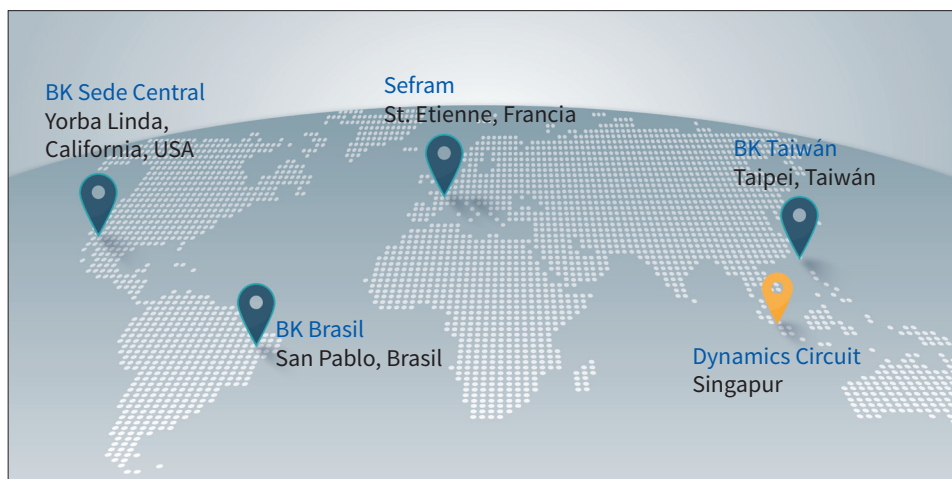 BK Sede Central
Yorba Linda,
California, USA
Sefram
St. Etienne, Francia
BK Taiwán
Taipei, Taiwán
BK Brasil
San Pablo, Brasil
Dynamics Circuit
Singapur